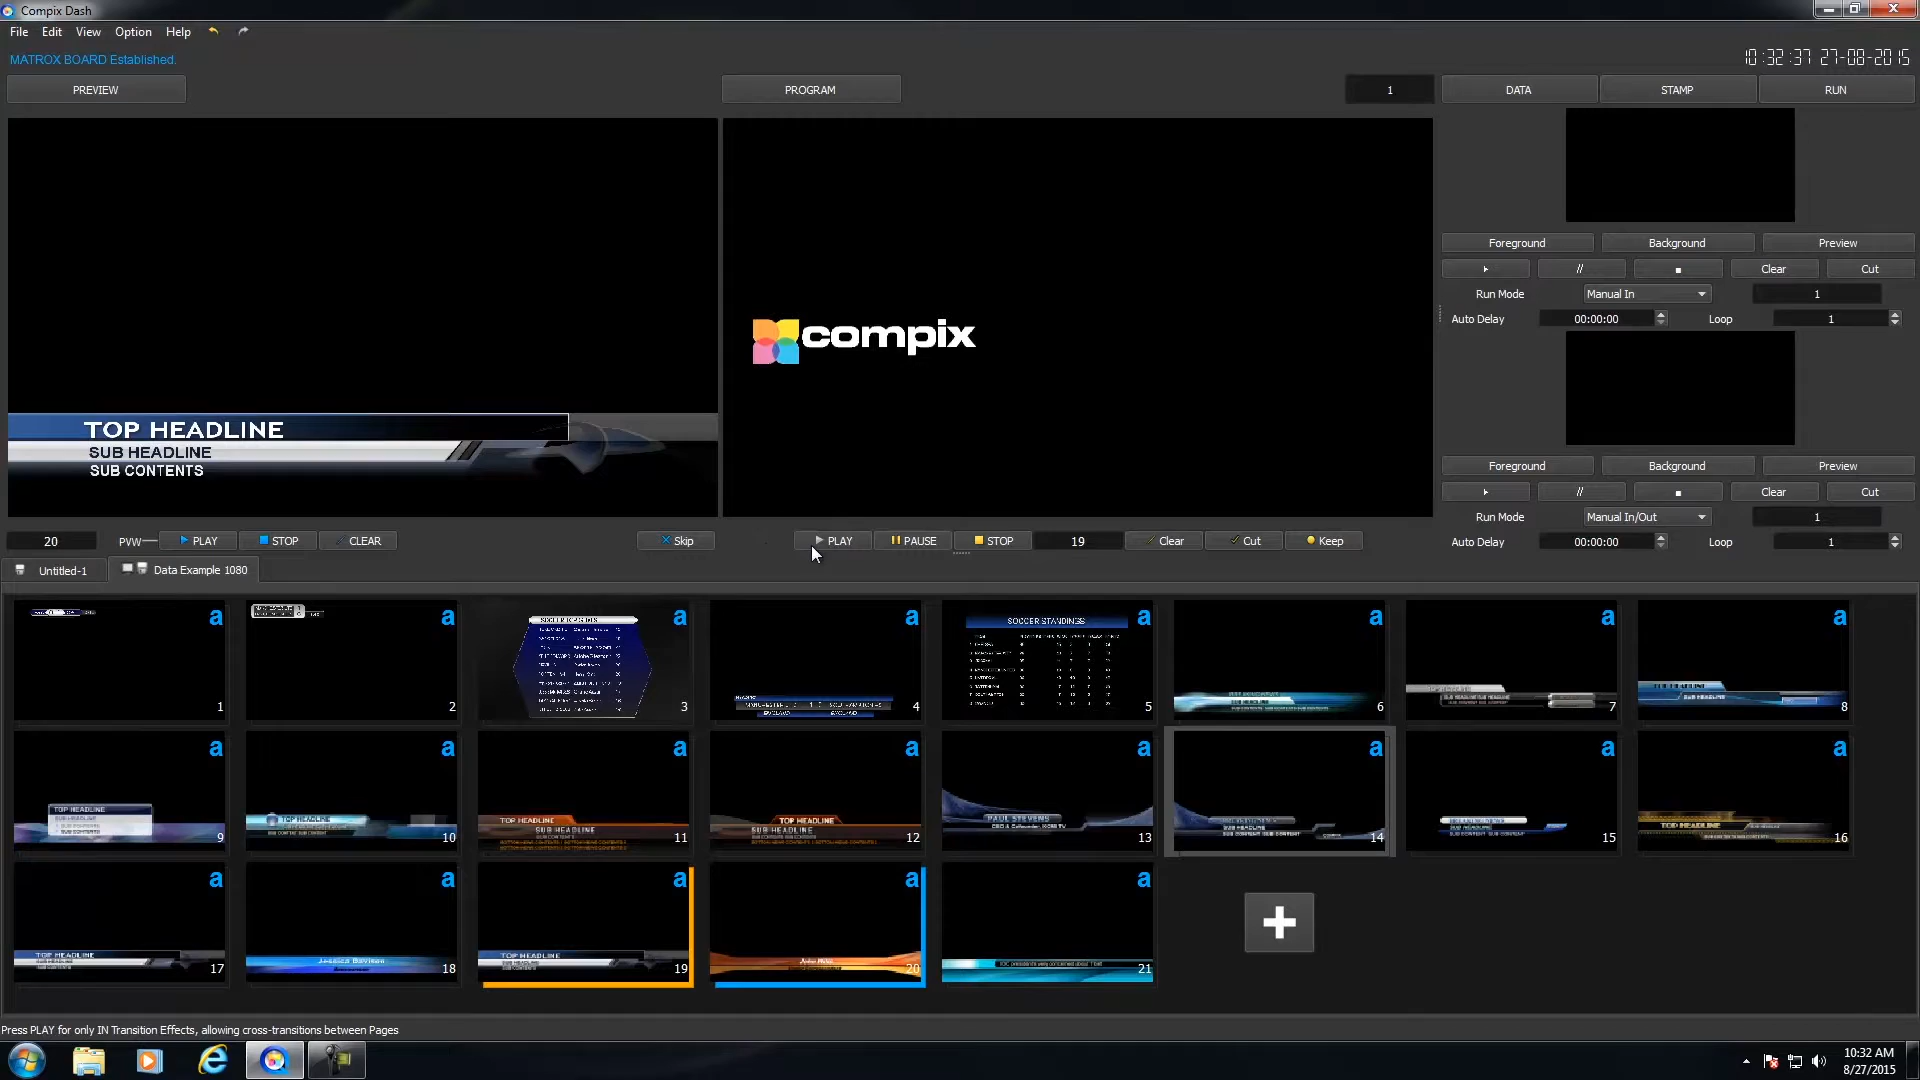 Compix Dash
File Edit View Option Help
MATROX BOARD Established.
10:32:37 27-08-2015
PREVIEW
PROGRAM
1
DATA
STAMP
RUN
compix
TOP HEADLINE
SUB HEADLINE
SUB CONTENTS
Foreground Background Preview
// Clear Cut
Run Mode Manual In 1
Auto Delay 00:00:00 Loop 1
Foreground Background Preview
// Clear Cut
Run Mode Manual In/Out 1
Auto Delay 00:00:00 Loop 1
20 PVW PLAY STOP CLEAR Skip PLAY PAUSE STOP 19 Clear Cut Keep
Untitled-1 Data Example 1080
a a a a a a a a
SOCCER STANDINGS
1 2 3 4 5 6 7 8
a a a a a a a a
TOP HEADLINE
TOP HEADLINE
TOP HEADLINE
SUB HEADLINE
TOP HEADLINE
SUB HEADLINE
PAUL STEVENS
TOP HEADLINE
9 10 11 12 13 14 15 16
a a a a a
TOP HEADLINE
TOP HEADLINE
17 18 19 20 21
Press PLAY for only IN Transition Effects, allowing cross-transitions between Pages
10:32 AM
8/27/2015